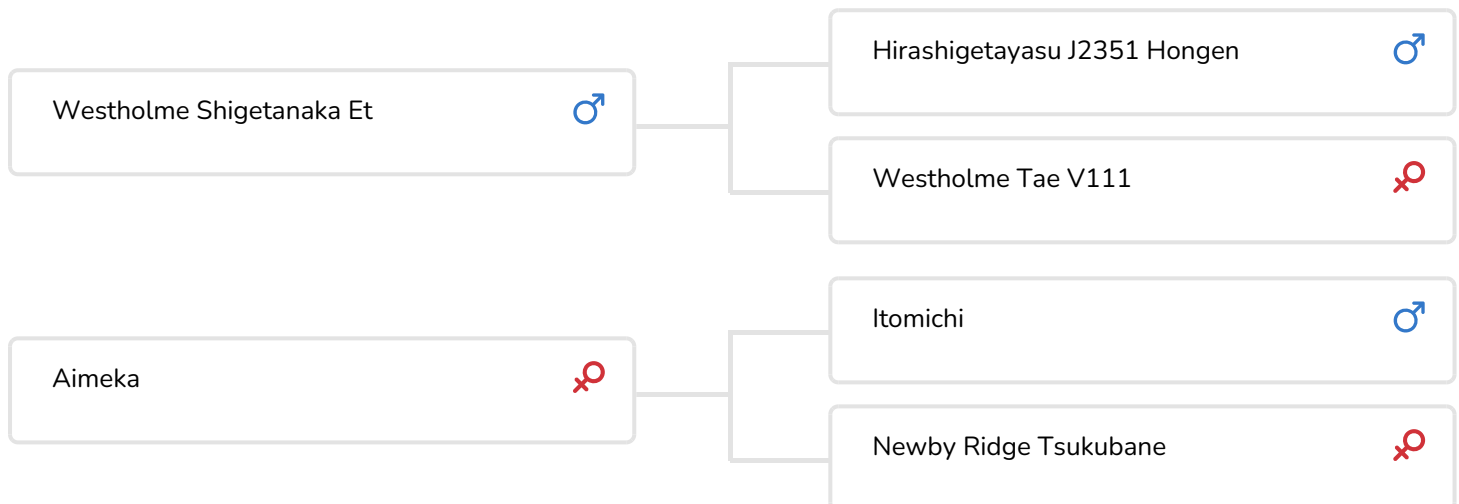 Hirashigetayasu J2351 Hongen
Westholme Shigetanaka Et
Westholme Tae V111
Itomichi
Aimeka
Newby Ridge Tsukubane